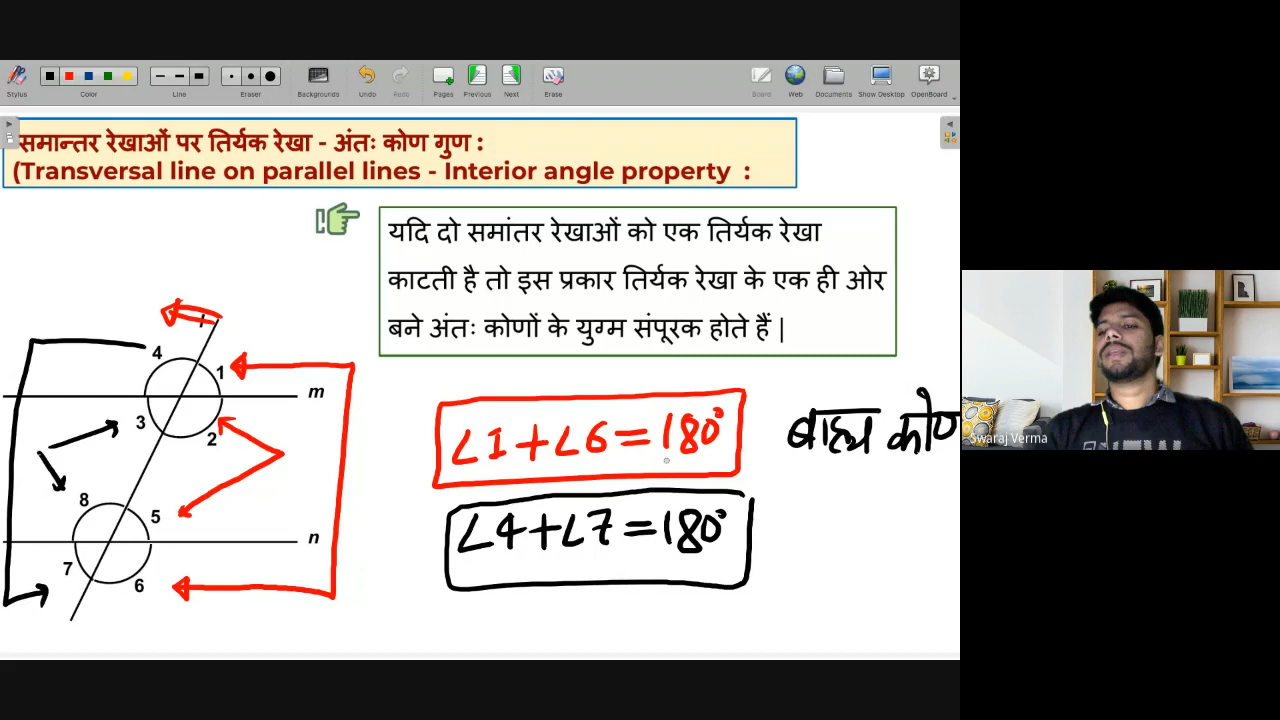 Stylus
Color
Line
Eraser
Backgrounds
Undo
Redo
Pages
Previous
Next
Erase
Board
Web
Documents
Show Desktop
OpenBoard
समान्तर रेखाओं पर तिर्यक रेखा - अंतः कोण गुण :
(Transversal line on parallel lines - Interior angle property :
यदि दो समांतर रेखाओं को एक तिर्यक रेखा
काटती है तो इस प्रकार तिर्यक रेखा के एक ही ओर
बने अंतः कोणों के युग्म संपूरक होते हैं |
l
4
1
m
3
2
8
5
n
7
6
∠1+∠6=180°
∠4+∠7=180°
बाह्य कोण
Swaraj Verma